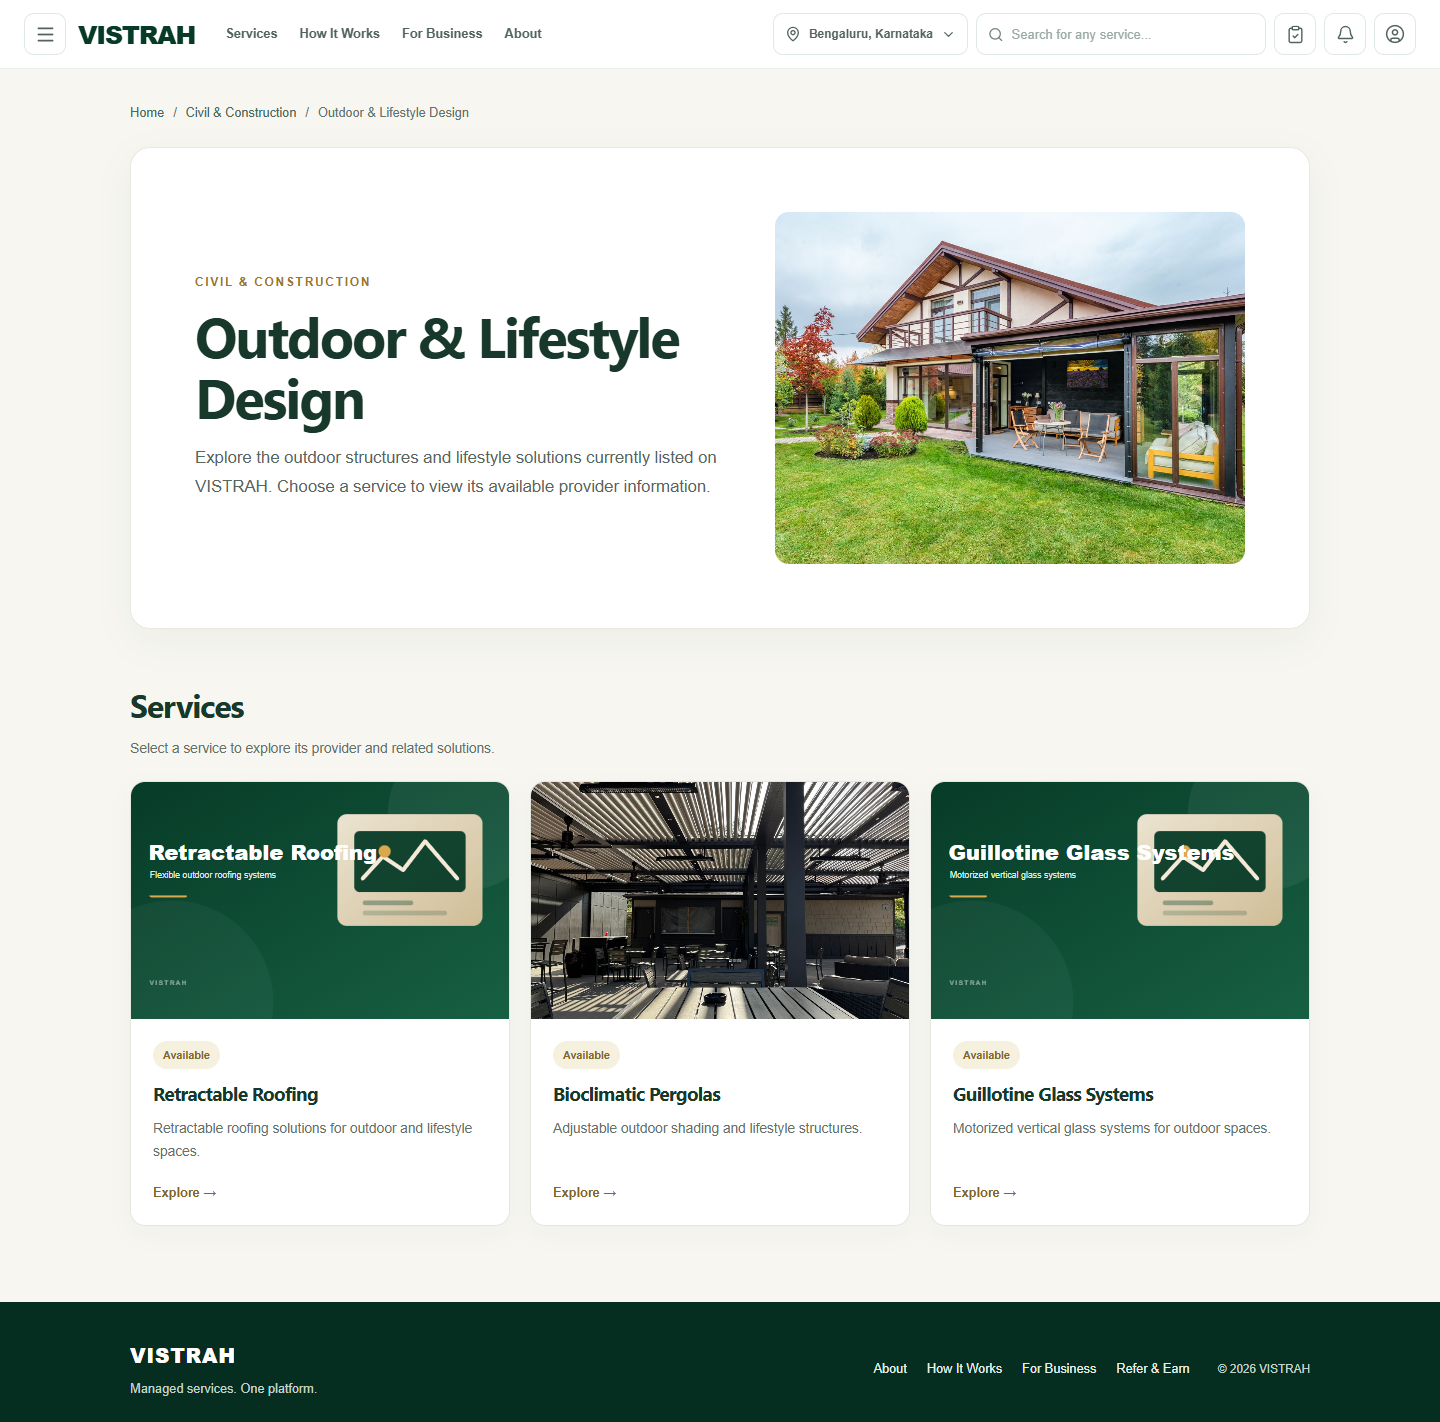 VISTRAH
Services
How It Works
For Business
About
Bengaluru, Karnataka
Search for any service...
Home / Civil & Construction / Outdoor & Lifestyle Design
CIVIL & CONSTRUCTION
Outdoor & Lifestyle
Design
Explore the outdoor structures and lifestyle solutions currently listed on
VISTRAH. Choose a service to view its available provider information.
Services
Select a service to explore its provider and related solutions.
Retractable Roofing
Flexible outdoor roofing systems
VISTRAH
Available
Retractable Roofing
Retractable roofing solutions for outdoor and lifestyle
spaces.
Explore →
Available
Bioclimatic Pergolas
Adjustable outdoor shading and lifestyle structures.
Explore →
Guillotine Glass Systems
Motorized vertical glass systems
VISTRAH
Available
Guillotine Glass Systems
Motorized vertical glass systems for outdoor spaces.
Explore →
VISTRAH
Managed services. One platform.
About
How It Works
For Business
Refer & Earn
© 2026 VISTRAH